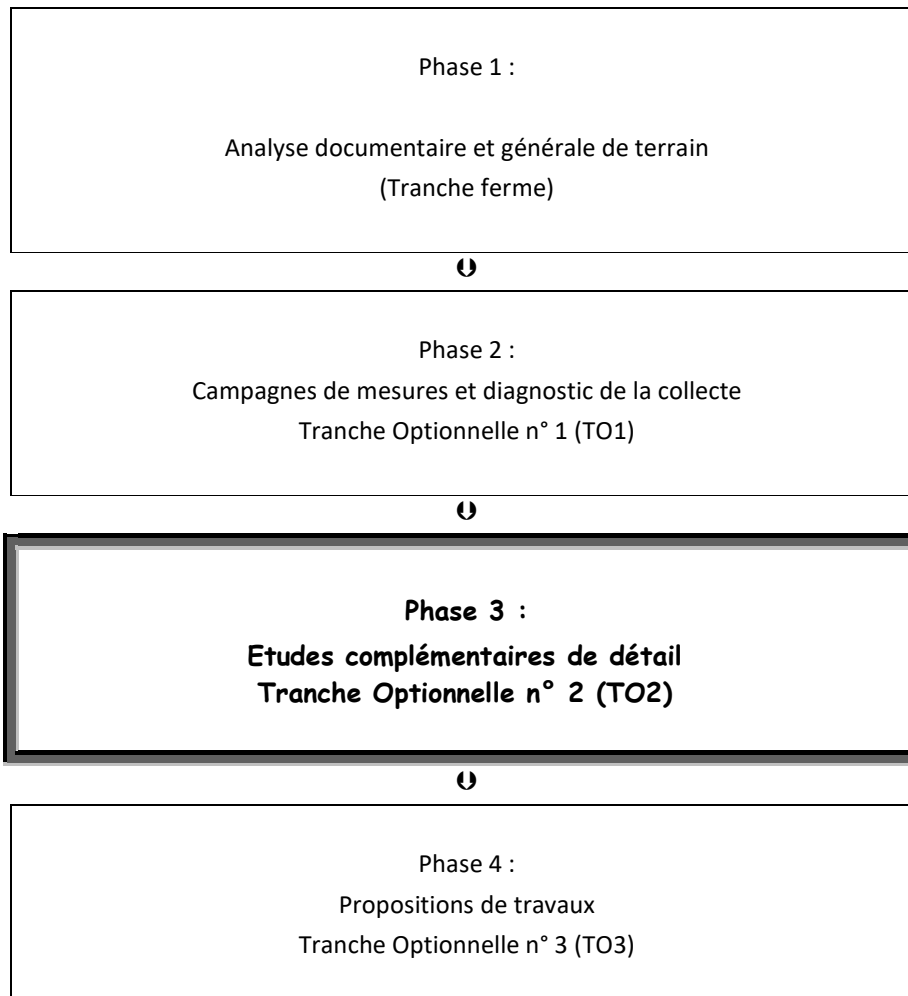 Phase 1 :
Analyse documentaire et générale de terrain
(Tranche ferme)
Phase 2 :
Campagnes de mesures et diagnostic de la collecte
Tranche Optionnelle n° 1 (TO1)
Phase 3 :
Etudes complémentaires de détail
Tranche Optionnelle n° 2 (TO2)
Phase 4 :
Propositions de travaux
Tranche Optionnelle n° 3 (TO3)